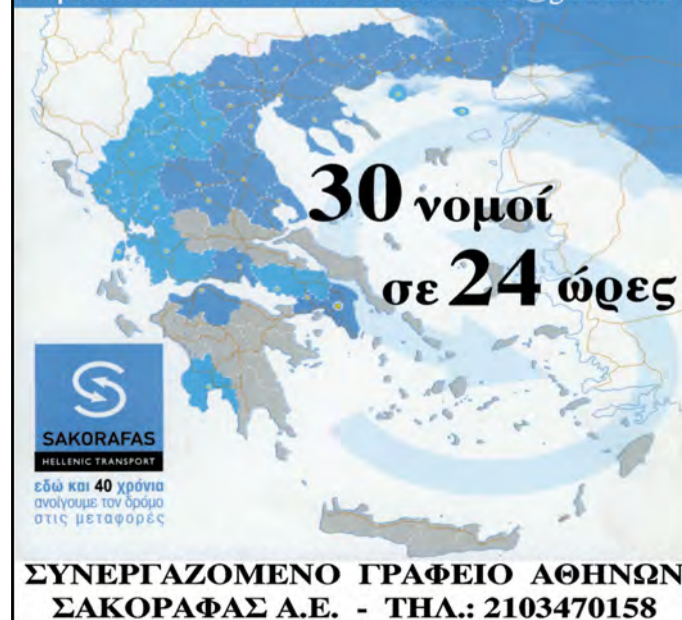 30 νομοί
σε 24 ώρες
SAKORAFAS
HELLENIC TRANSPORT
εδώ και 40 χρόνια
ανοίγουμε τον δρόμο
στις μεταφορές
ΣΥΝΕΡΓΑΖΟΜΕΝΟ ΓΡΑΦΕΙΟ ΑΘΗΝΩΝ
ΣΑΚΟΡΑΦΑΣ Α.Ε. - ΤΗΛ.: 2103470158